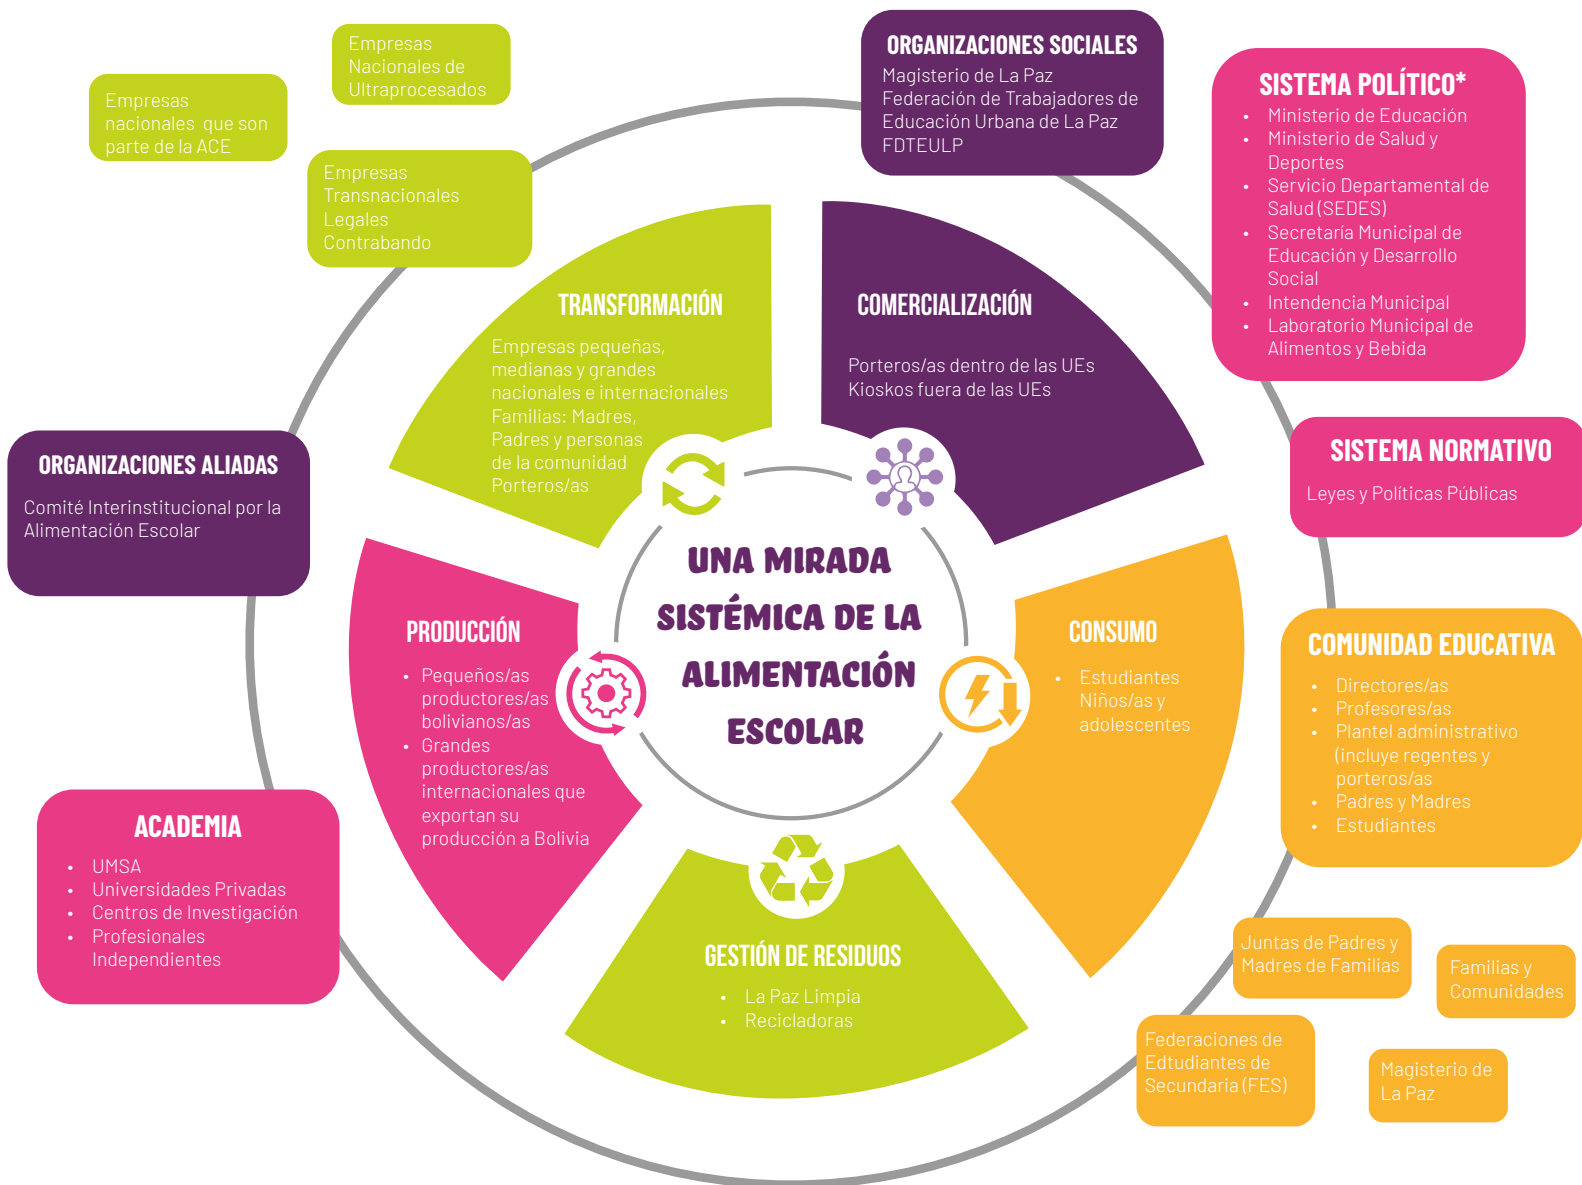 Empresas
Nacionales de
Ultraprocesados
Empresas
nacionales que son
parte de la ACE
Empresas
Transnacionales
Legales
Contrabando
ORGANIZACIONES SOCIALES
Magisterio de La Paz
Federación de Trabajadores de
Educación Urbana de La Paz
FDTEULP
SISTEMA POLÍTICO*
• Ministerio de Educación
• Ministerio de Salud y
Deportes
• Servicio Departamental de
Salud (SEDES)
• Secretaría Municipal de
Educación y Desarrollo
Social
• Intendencia Municipal
• Laboratorio Municipal de
Alimentos y Bebida
TRANSFORMACIÓN
Empresas pequeñas,
medianas y grandes
nacionales e internacionales
Familias: Madres,
Padres y personas
de la comunidad
Porteros/as
COMERCIALIZACIÓN
Porteros/as dentro de las UEs
Kioskos fuera de las UEs
ORGANIZACIONES ALIADAS
Comité Interinstitucional por la
Alimentación Escolar
SISTEMA NORMATIVO
Leyes y Políticas Públicas
UNA MIRADA
SISTÉMICA DE LA
ALIMENTACIÓN
ESCOLAR
PRODUCCIÓN
• Pequeños/as
productores/as
bolivianos/as
• Grandes
productores/as
internacionales que
exportan su
producción a Bolivia
CONSUMO
• Estudiantes
Niños/as y
adolescentes
COMUNIDAD EDUCATIVA
• Directores/as
• Profesores/as
• Plantel administrativo
(incluye regentes y
porteros/as
• Padres y Madres
• Estudiantes
ACADEMIA
• UMSA
• Universidades Privadas
• Centros de Investigación
• Profesionales
Independientes
GESTIÓN DE RESIDUOS
• La Paz Limpia
• Recicladoras
Juntas de Padres y
Madres de Familias
Familias y
Comunidades
Federaciones de
Edtudiantes de
Secundaria (FES)
Magisterio de
La Paz